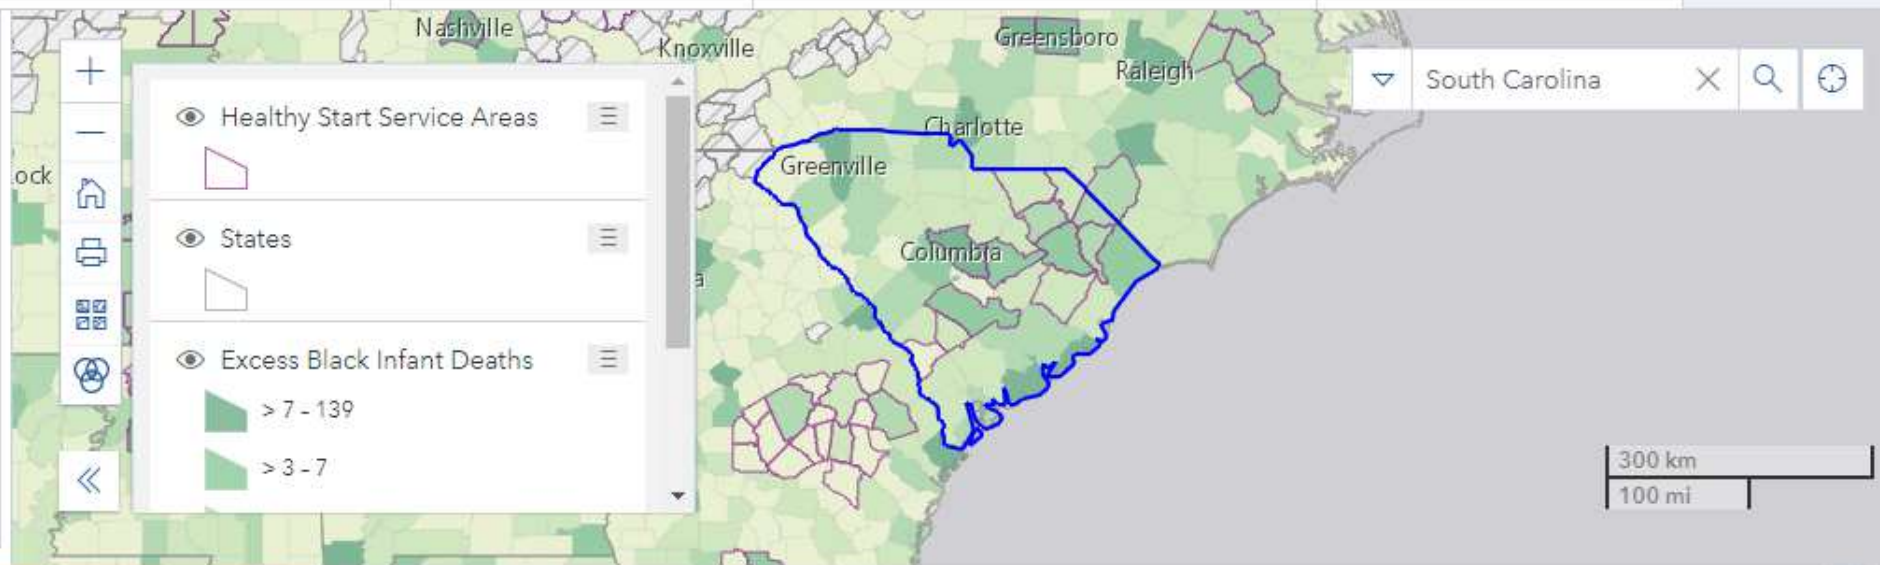 Nashville
Knoxville
Greensboro
Raleigh
South Carolina
Healthy Start Service Areas
Charlotte
Greenville
ock
States
Columbia
a
Excess Black Infant Deaths
> 7 - 139
> 3 - 7
300 km
100 mi